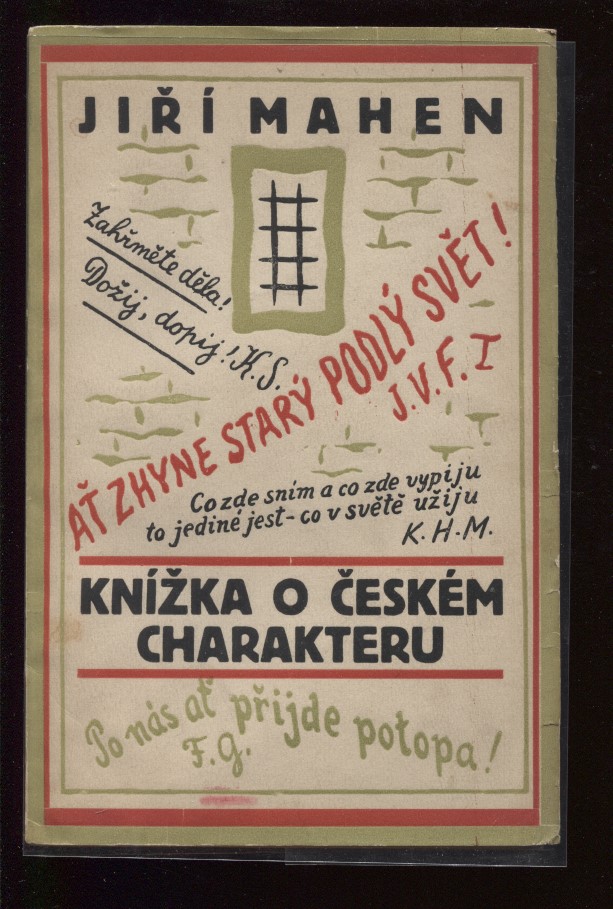 JIŘÍ MAHEN
Zahřměte děla!
Dožij, dopij! K.S.
AŤ ZHYNE STARÝ PODLÝ SVĚT!
J.V.F. I
Co zde sním a co zde vypiju
to jediné jest - co v světě užiju
K.H.M.
KNÍŽKA O ČESKÉM
CHARAKTERU
Po nás ať přijde potopa!
F.G.